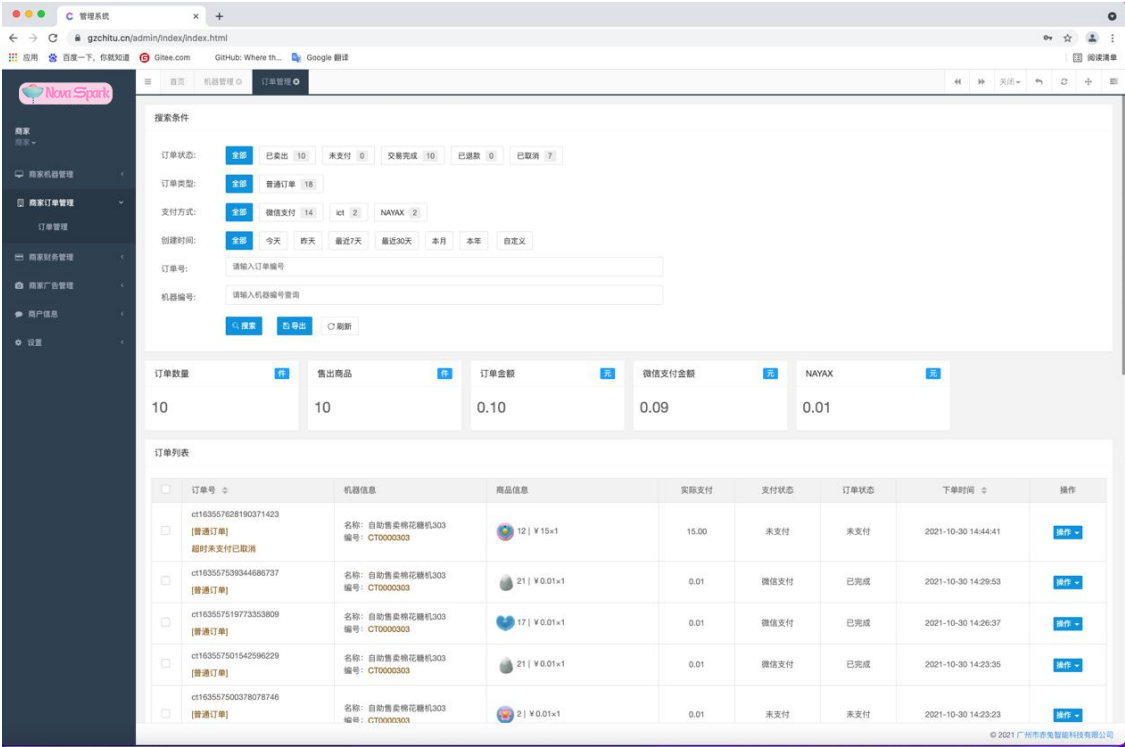 管理系统
gzchitu.cn/admin/Index/index.html
应用 百度一下，你就知道 Gitee.com GitHub: Where th... Google 翻译 阅读清单
Nova Spark
首页 机器管理 订单管理 关闭
商家
商家
商家机器管理
商家订单管理
订单管理
商家财务管理
商家广告管理
商户信息
设置
搜索条件
订单状态: 全部 已卖出 10 未支付 0 交易完成 10 已退款 0 已取消 7
订单类型: 全部 普通订单 18
支付方式: 全部 微信支付 14 ict 2 NAYAX 2
创建时间: 全部 今天 昨天 最近7天 最近30天 本月 本年 自定义
订单号: 请输入订单编号
机器编号: 请输入机器编号查询
搜索 导出 刷新
订单数量 件 售出商品 件 订单金额 元 微信支付金额 元 NAYAX 元
10 10 0.10 0.09 0.01
订单列表
订单号 机器信息 商品信息 实际支付 支付状态 订单状态 下单时间 操作
ct163557628190371423
[普通订单]
超时未支付已取消
名称：自助售卖棉花糖机303
编号：CT0000303
12 | ¥15×1 15.00 未支付 未支付 2021-10-30 14:44:41 操作
ct163557539344686737
[普通订单]
名称：自助售卖棉花糖机303
编号：CT0000303
21 | ¥0.01×1 0.01 微信支付 已完成 2021-10-30 14:29:53 操作
ct163557519773353809
[普通订单]
名称：自助售卖棉花糖机303
编号：CT0000303
17 | ¥0.01×1 0.01 微信支付 已完成 2021-10-30 14:26:37 操作
ct163557501542596229
[普通订单]
名称：自助售卖棉花糖机303
编号：CT0000303
21 | ¥0.01×1 0.01 微信支付 已完成 2021-10-30 14:23:35 操作
ct163557500378078746
[普通订单]
名称：自助售卖棉花糖机303
编号：CT0000303
2 | ¥0.01×1 0.01 未支付 未支付 2021-10-30 14:23:23 操作
© 2021 广州市赤兔智能科技有限公司